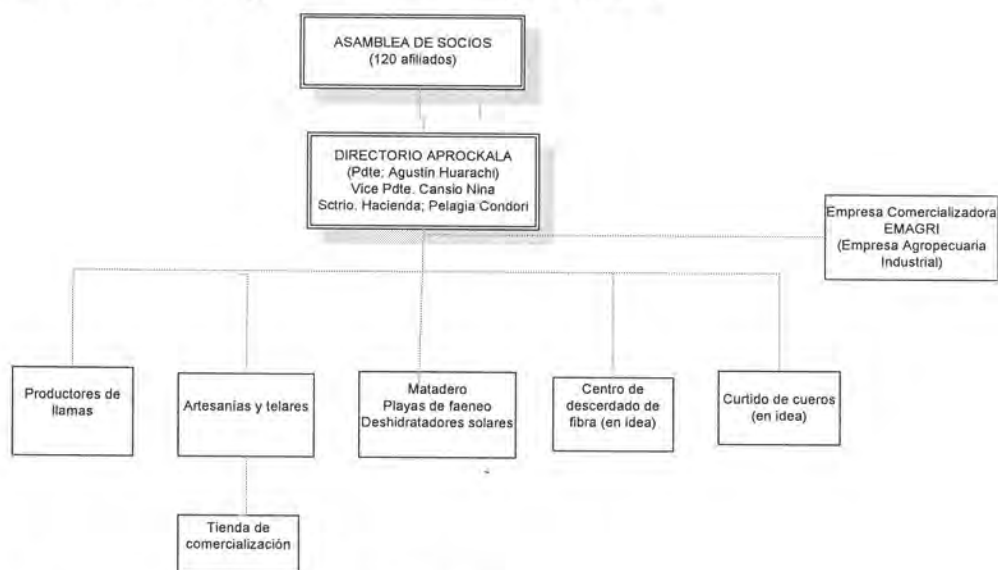 ASAMBLEA DE SOCIOS
(120 afiliados)
DIRECTORIO APROCKALA
(Pdte; Agustín Huarachi)
Vice Pdte. Cansio Nina
Sctrio. Hacienda; Pelagia Condori
Empresa Comercializadora
EMAGRI
(Empresa Agropecuaria
Industrial)
Productores de
llamas
Artesanías y telares
Matadero
Playas de faeneo
Deshidratadores solares
Centro de
descerdado de
fibra (en idea)
Curtido de cueros
(en idea)
Tienda de
comercialización